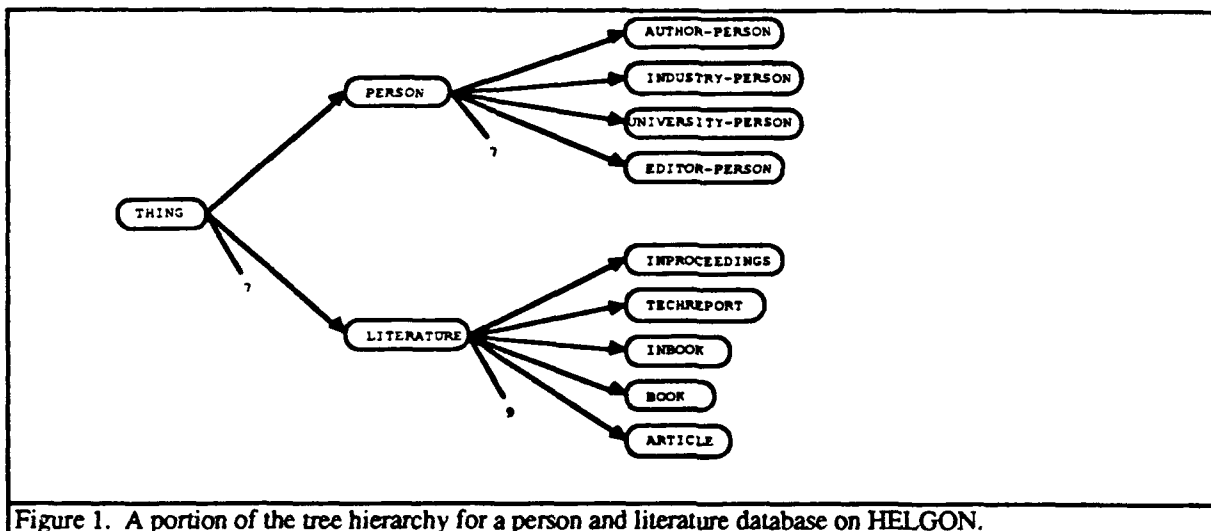 AUTHOR-PERSON
INDUSTRY-PERSON
PERSON
UNIVERSITY-PERSON
7
EDITOR-PERSON
THING
7
INPROCEEDINGS
TECHREPORT
LITERATURE
INBOOK
9
BOOK
ARTICLE
Figure 1. A portion of the tree hierarchy for a person and literature database on HELGON.